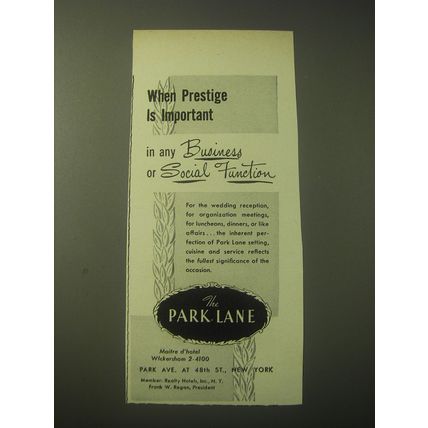 When Prestige
Is Important
in any Business
or Social Function
For the wedding reception,
for organization meetings,
for luncheons, dinners, or like
affairs... the inherent per-
fection of Park Lane setting,
cuisine and service reflects
the fullest significance of the
occasion.
The
PARK LANE
Maitre d'hotel
WIckersham 2-4100
PARK AVE. AT 48th ST., NEW YORK
Member: Realty Hotels, Inc., N. Y.
Frank W. Regan, President